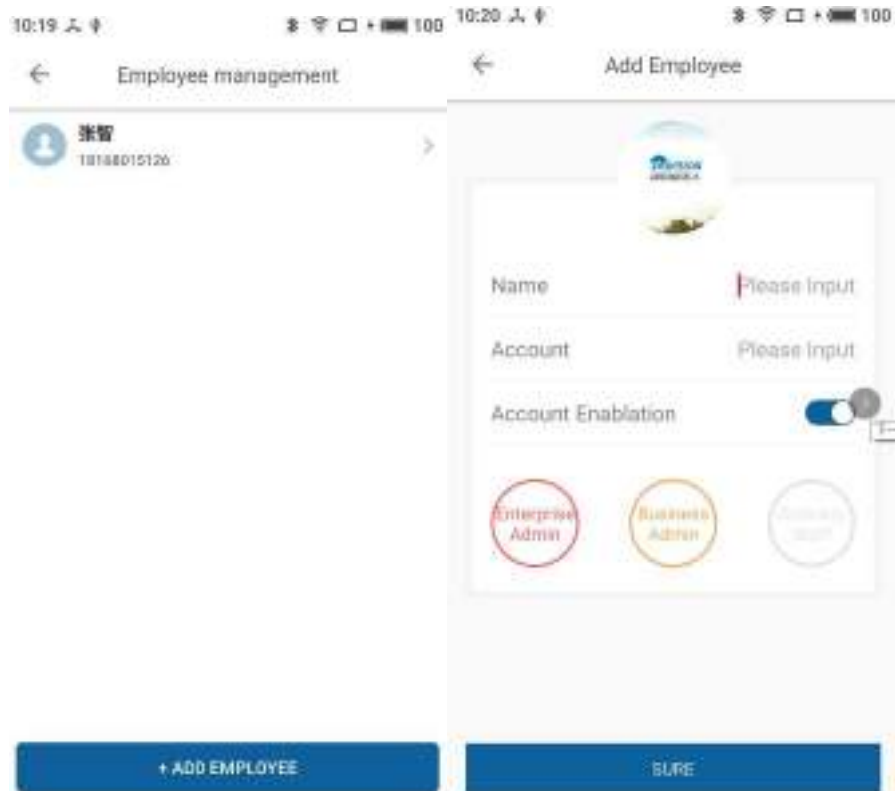 10:19
100
Employee management
张智
18168015126
+ ADD EMPLOYEE
10:20
100
Add Employee
Name
Please Input
Account
Please Input
Account Enablation
Enterprise
Admin
Business
Admin
SURE